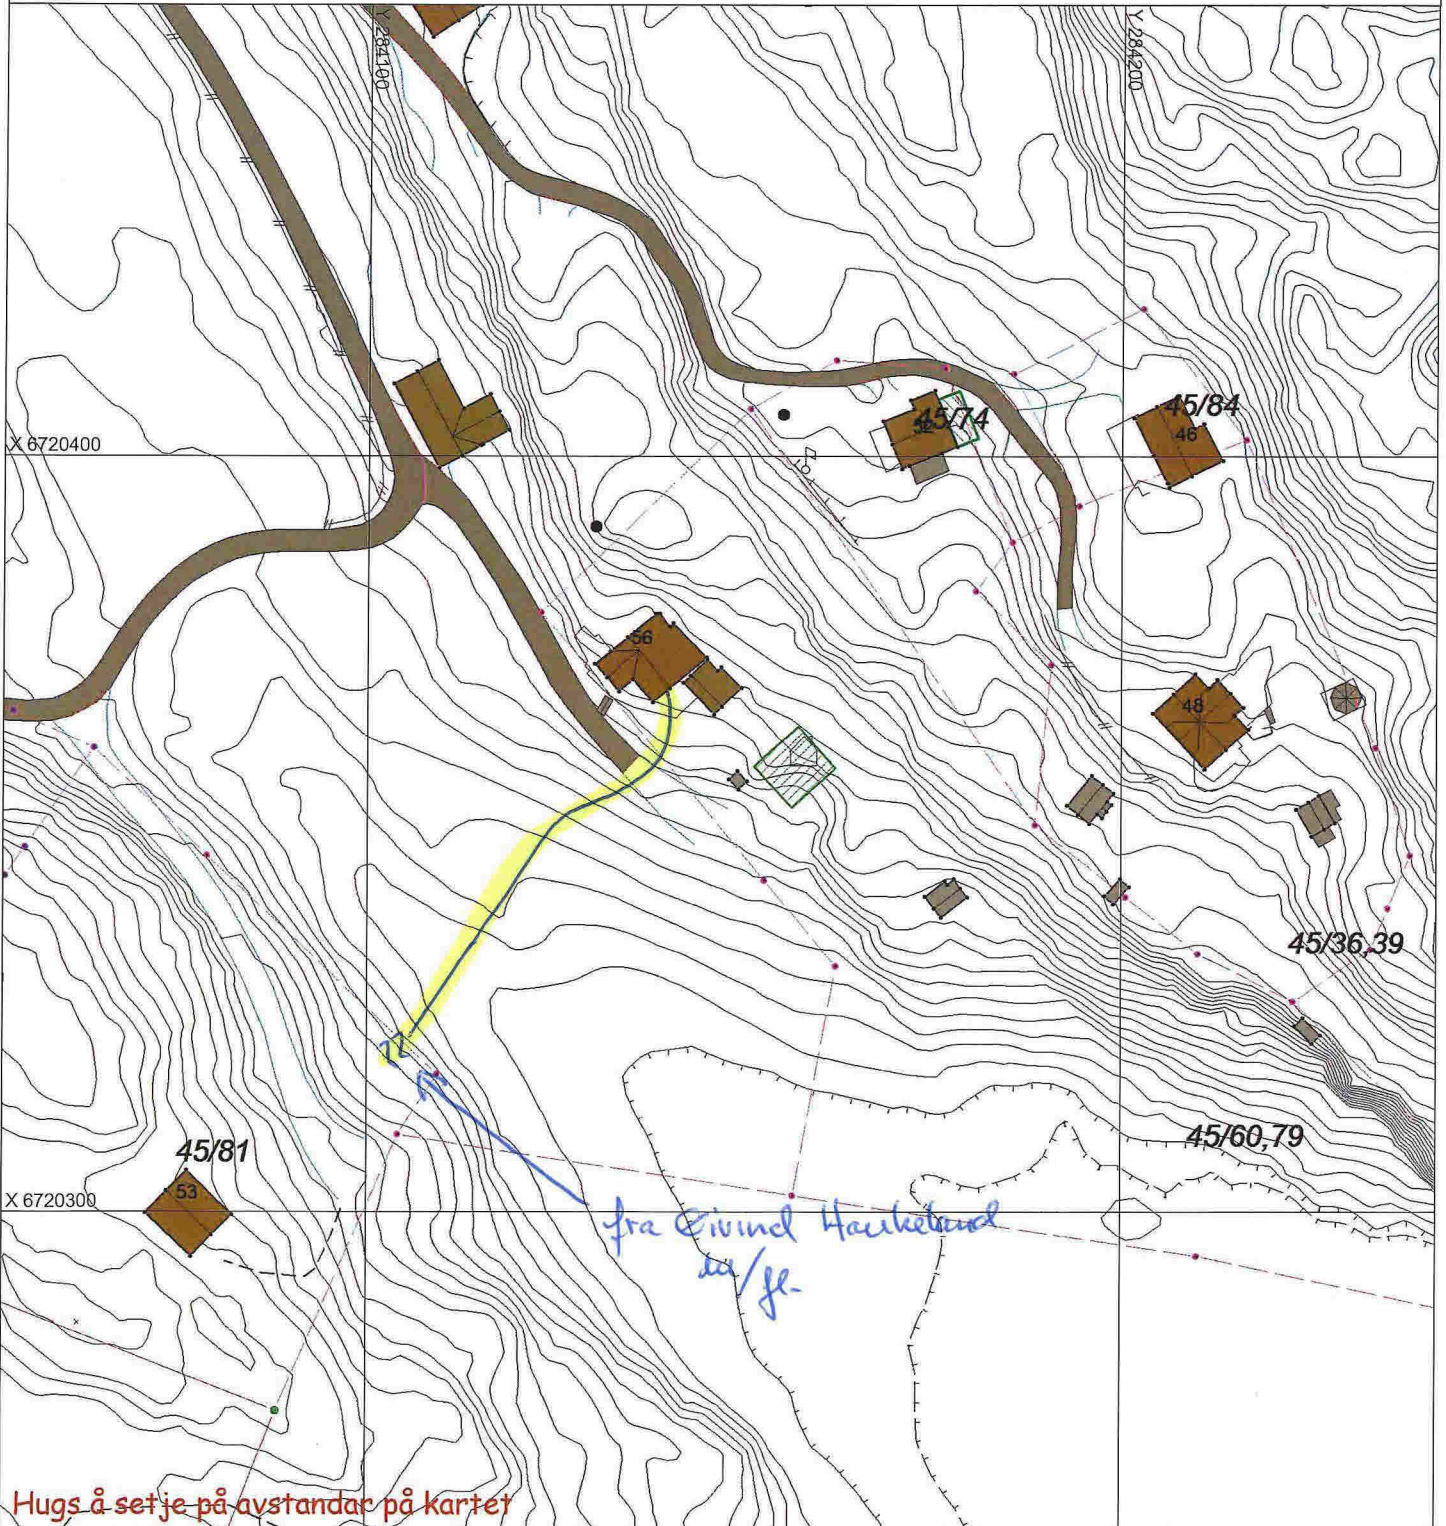 Y 284100
Y 284200
45/84
46
45/74
52
X 6720400
56
48
45/36,39
45/60,79
45/81
53
X 6720300
fra Eivind Haukeland
Hugs å setje på avstandar på kartet